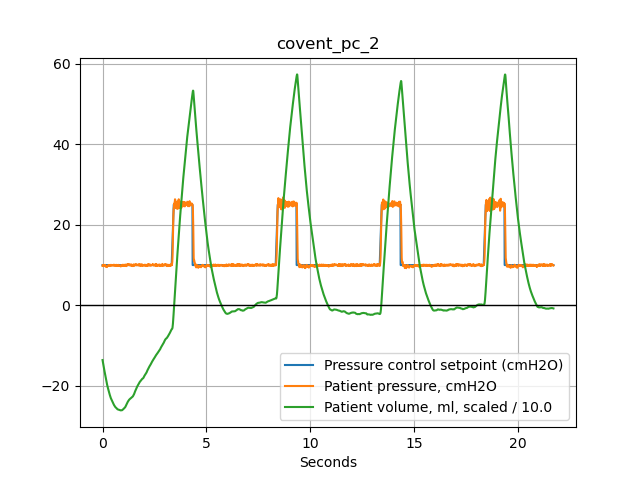 covent_pc_2
60
40
20
0
−20
0
5
10
15
20
Seconds
Pressure control setpoint (cmH2O)
Patient pressure, cmH2O
Patient volume, ml, scaled / 10.0